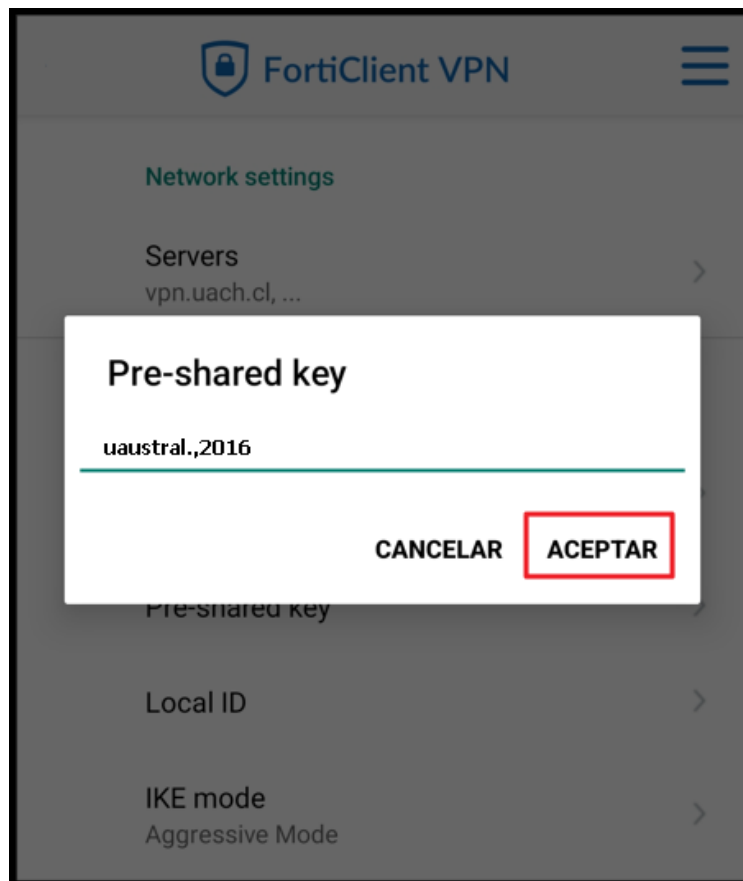 FortiClient VPN
Network settings
Servers
vpn.uach.cl, ...
Pre-shared key
uaustral.,2016
CANCELAR ACEPTAR
Pre-shared key
Local ID
IKE mode
Aggressive Mode